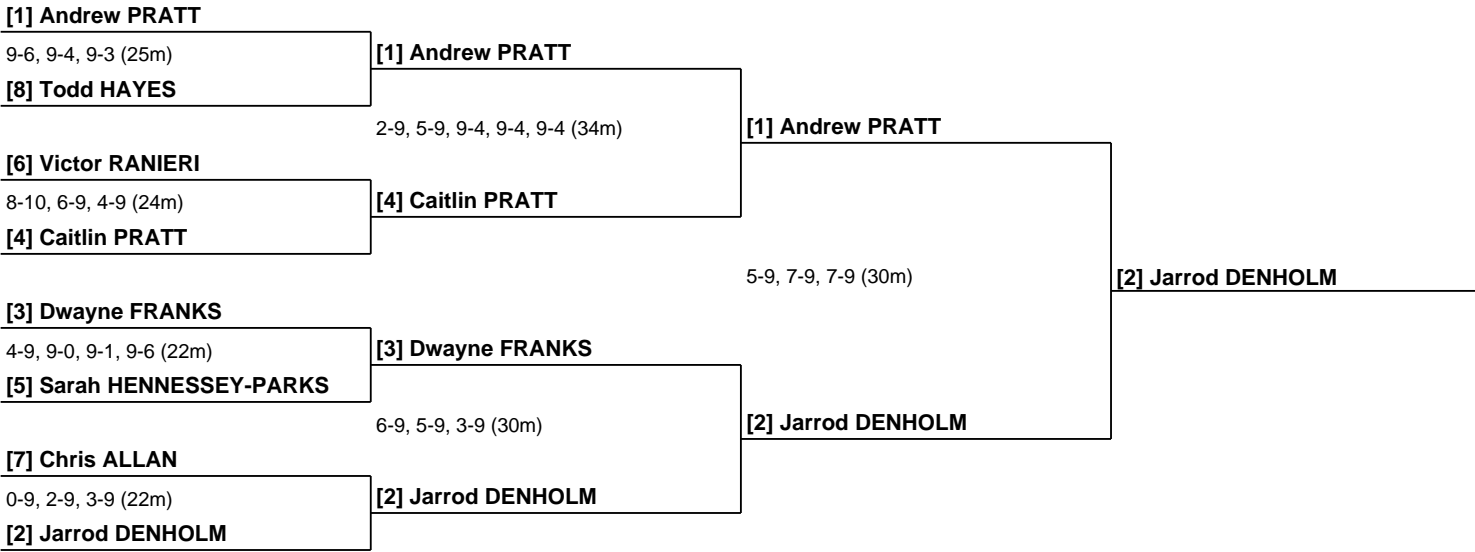 [1] Andrew PRATT
9-6, 9-4, 9-3 (25m)
[8] Todd HAYES
[6] Victor RANIERI
8-10, 6-9, 4-9 (24m)
[4] Caitlin PRATT
[3] Dwayne FRANKS
4-9, 9-0, 9-1, 9-6 (22m)
[5] Sarah HENNESSEY-PARKS
[7] Chris ALLAN
0-9, 2-9, 3-9 (22m)
[2] Jarrod DENHOLM
[1] Andrew PRATT
2-9, 5-9, 9-4, 9-4, 9-4 (34m)
[4] Caitlin PRATT
[3] Dwayne FRANKS
6-9, 5-9, 3-9 (30m)
[2] Jarrod DENHOLM
[1] Andrew PRATT
5-9, 7-9, 7-9 (30m)
[2] Jarrod DENHOLM
[2] Jarrod DENHOLM